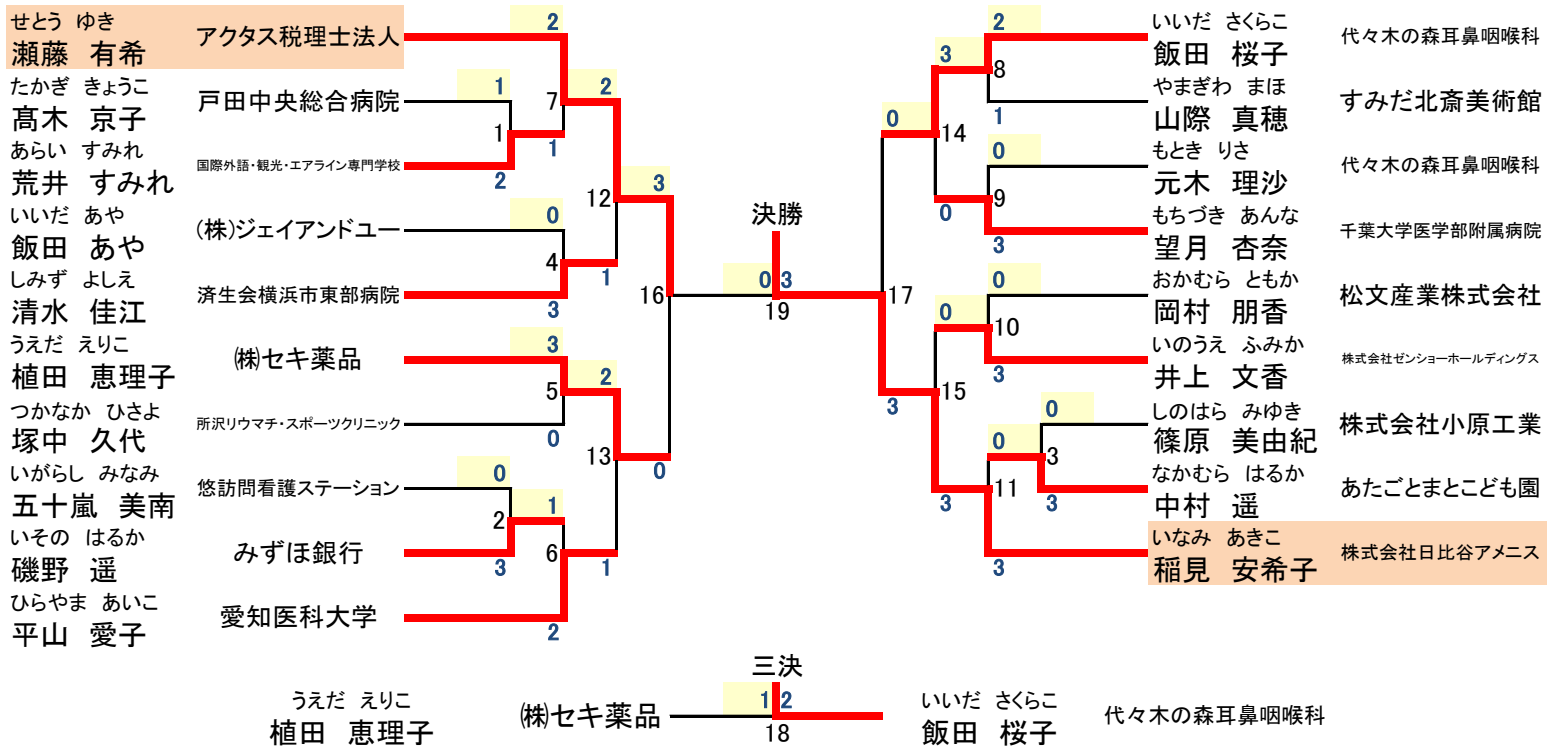 せとう ゆき
瀬藤 有希 アクタス税理士法人
たかぎ きょうこ
髙木 京子 戸田中央総合病院
あらい すみれ
荒井 すみれ 国際外語・観光・エアライン専門学校
いいだ あや
飯田 あや (株)ジェイアンドユー
しみず よしえ
清水 佳江 済生会横浜市東部病院
うえだ えりこ
植田 恵理子 ㈱セキ薬品
つかなか ひさよ
塚中 久代 所沢リウマチ・スポーツクリニック
いがらし みなみ
五十嵐 美南 悠訪問看護ステーション
いその はるか
磯野 遥 みずほ銀行
ひらやま あいこ
平山 愛子 愛知医科大学
2
1
7
2
1
1
2
12
3
0
4
1
3
16
3
2
5
0
13
0
0
1
2
6
1
3
2
決勝
0 3
19
2
3
8
0
14
1
0
9
0
3
17
0
0
10
3
15
3
0
0
3
11
3
3
3
いいだ さくらこ
飯田 桜子 代々木の森耳鼻咽喉科
やまぎわ まほ
山際 真穂 すみだ北斎美術館
もとき りさ
元木 理沙 代々木の森耳鼻咽喉科
もちづき あんな
望月 杏奈 千葉大学医学部附属病院
おかむら ともか
岡村 朋香 松文産業株式会社
いのうえ ふみか
井上 文香 株式会社ゼンショーホールディングス
しのはら みゆき
篠原 美由紀 株式会社小原工業
なかむら はるか
中村 遥 あたごとまとこども園
いなみ あきこ
稲見 安希子 株式会社日比谷アメニス
三決
うえだ えりこ
植田 恵理子 ㈱セキ薬品
1 2
18
いいだ さくらこ
飯田 桜子 代々木の森耳鼻咽喉科